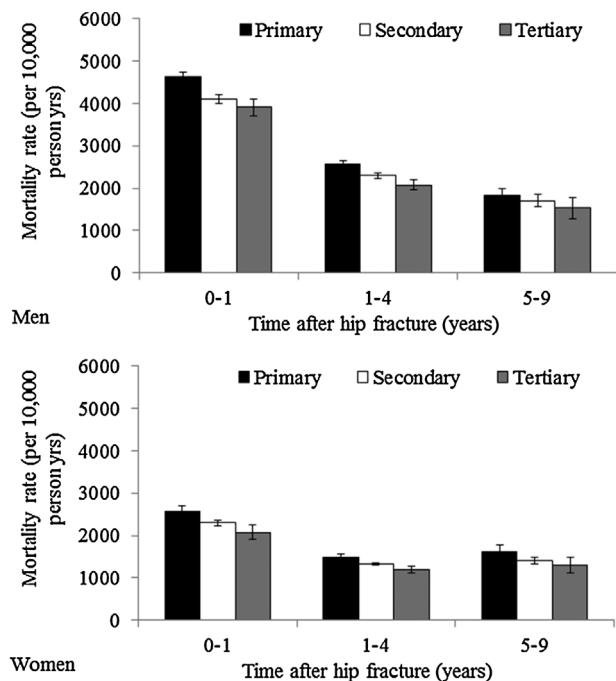 Mortality rate (per 10,000
person yrs)
6000
5000
4000
3000
2000
1000
0
Primary Secondary Tertiary
0-1 1-4 5-9
Time after hip fracture (years)
Men
Mortality rate (per 10,000
person yrs)
6000
5000
4000
3000
2000
1000
0
Primary Secondary Tertiary
0-1 1-4 5-9
Time after hip fracture (years)
Women